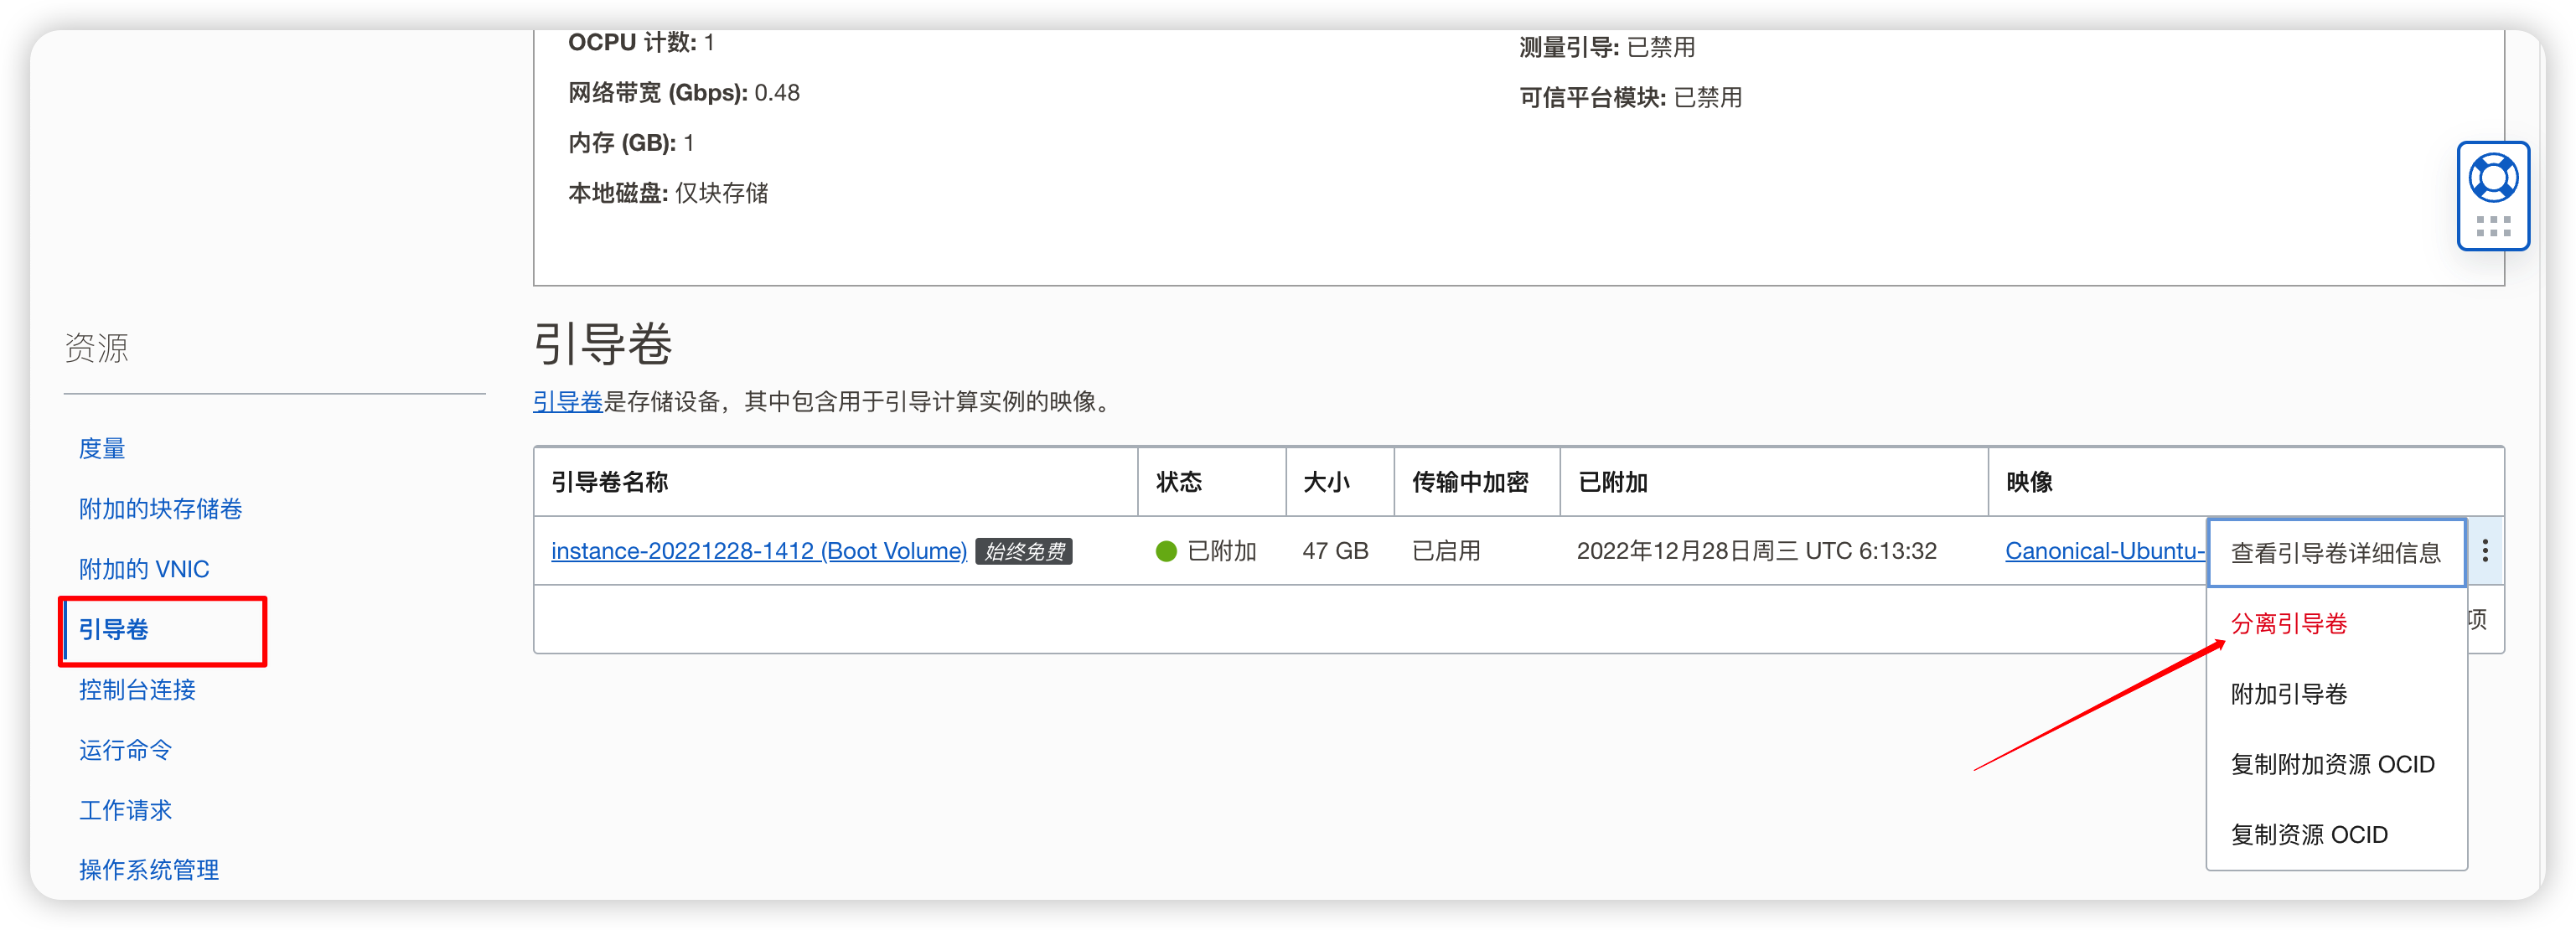 OCPU 计数: 1
网络带宽 (Gbps): 0.48
内存 (GB): 1
本地磁盘: 仅块存储
测量引导: 已禁用
可信平台模块: 已禁用
资源
度量
附加的块存储卷
附加的 VNIC
引导卷
控制台连接
运行命令
工作请求
操作系统管理
引导卷
引导卷是存储设备，其中包含用于引导计算实例的映像。
引导卷名称 状态 大小 传输中加密 已附加 映像
instance-20221228-1412 (Boot Volume) 始终免费 已附加 47 GB 已启用 2022年12月28日周三 UTC 6:13:32 Canonical-Ubuntu-
项
查看引导卷详细信息
分离引导卷
附加引导卷
复制附加资源 OCID
复制资源 OCID